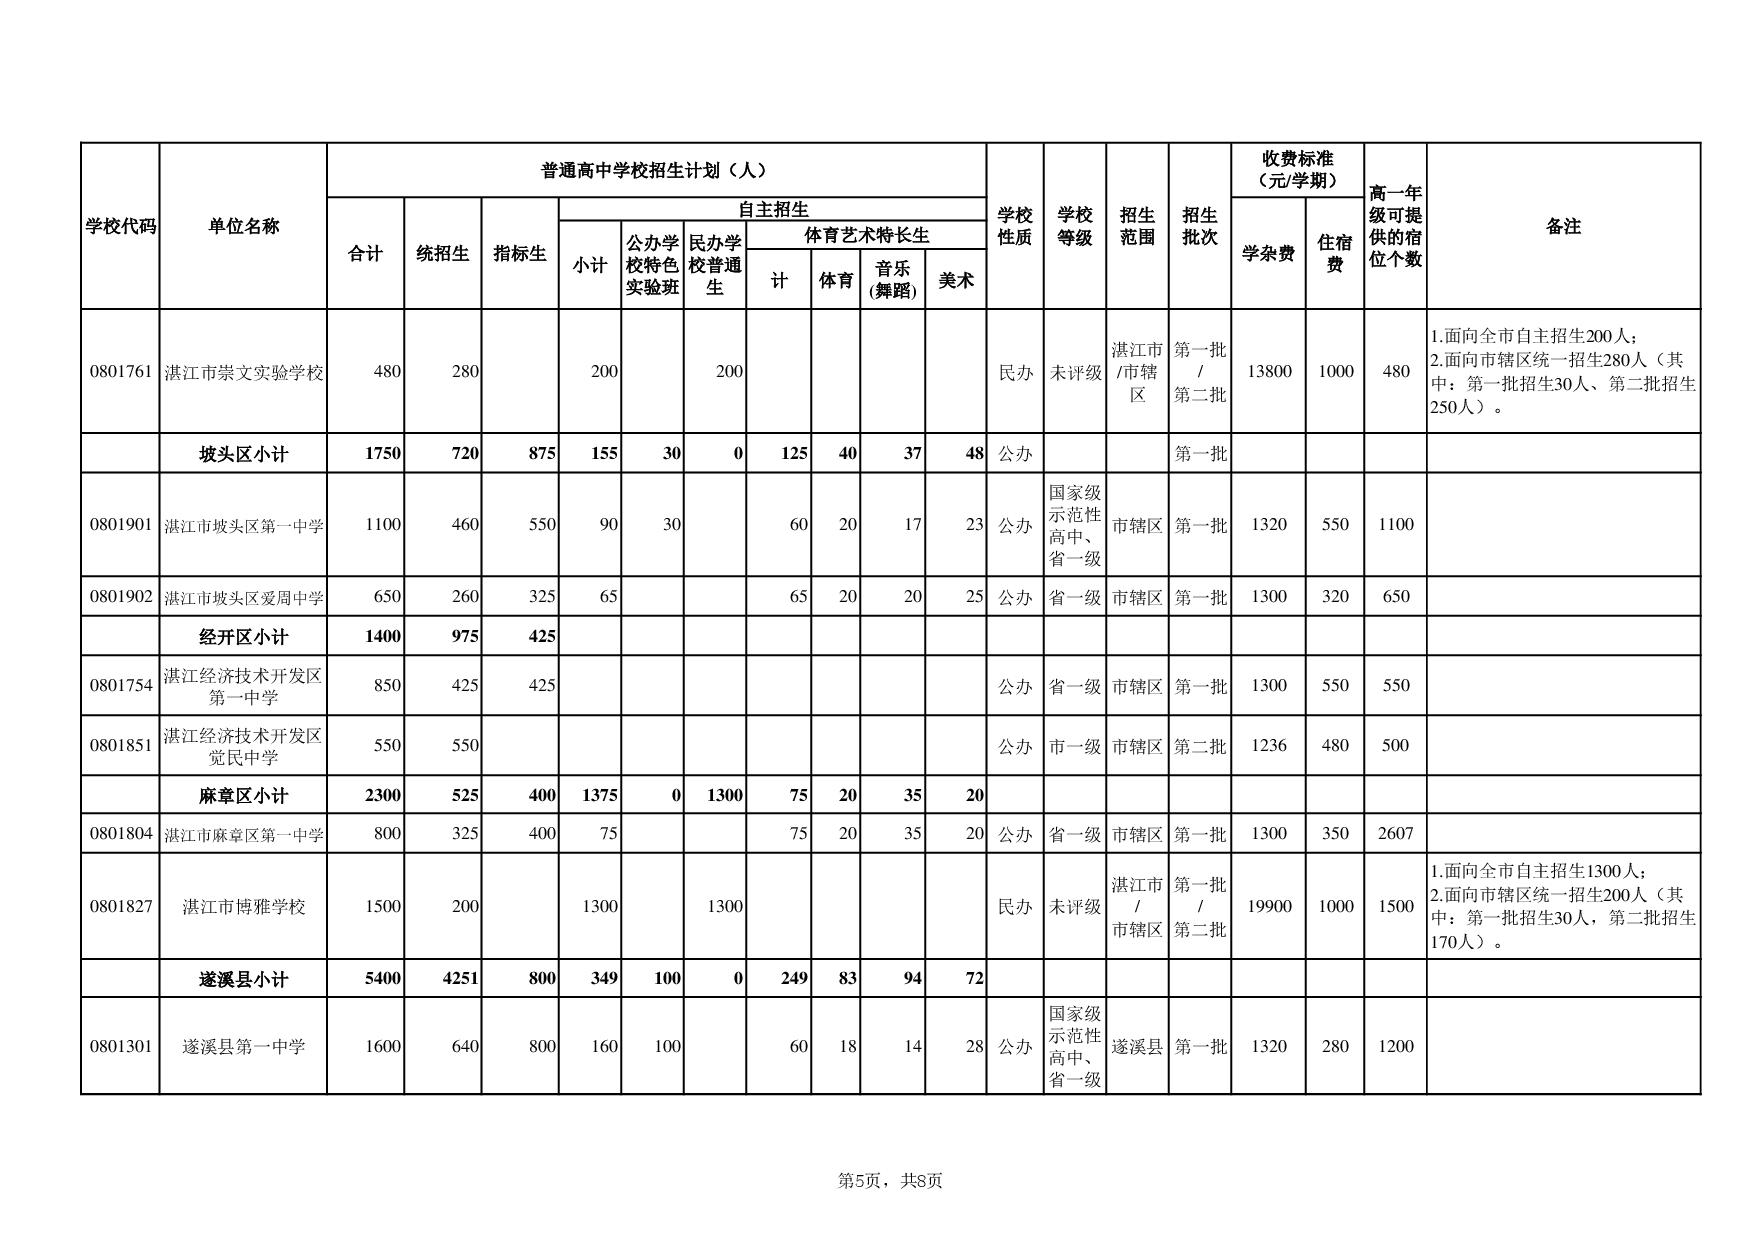 学校代码 单位名称 普通高中学校招生计划（人） 学校性质 学校等级 招生范围 招生批次 收费标准（元/学期） 高一年级可提供的宿位个数 备注
合计 统招生 指标生 自主招生 学杂费 住宿费
小计 公办学校特色实验班 民办学校普通生 体育艺术特长生
计 体育 音乐(舞蹈) 美术
0801761 湛江市崇文实验学校 480 280 200 200 民办 未评级 湛江市/市辖区 第一批/第二批 13800 1000 480 1.面向全市自主招生200人；
2.面向市辖区统一招生280人（其
中：第一批招生30人、第二批招生
250人）。
坡头区小计 1750 720 875 155 30 0 125 40 37 48 公办 第一批
0801901 湛江市坡头区第一中学 1100 460 550 90 30 60 20 17 23 公办 国家级示范性高中、省一级 市辖区 第一批 1320 550 1100
0801902 湛江市坡头区爱周中学 650 260 325 65 65 20 20 25 公办 省一级 市辖区 第一批 1300 320 650
经开区小计 1400 975 425
0801754 湛江经济技术开发区第一中学 850 425 425 公办 省一级 市辖区 第一批 1300 550 550
0801851 湛江经济技术开发区觉民中学 550 550 公办 市一级 市辖区 第二批 1236 480 500
麻章区小计 2300 525 400 1375 0 1300 75 20 35 20
0801804 湛江市麻章区第一中学 800 325 400 75 75 20 35 20 公办 省一级 市辖区 第一批 1300 350 2607
0801827 湛江市博雅学校 1500 200 1300 1300 民办 未评级 湛江市/市辖区 第一批/第二批 19900 1000 1500 1.面向全市自主招生1300人；
2.面向市辖区统一招生200人（其
中：第一批招生30人，第二批招生
170人）。
遂溪县小计 5400 4251 800 349 100 0 249 83 94 72
0801301 遂溪县第一中学 1600 640 800 160 100 60 18 14 28 公办 国家级示范性高中、省一级 遂溪县 第一批 1320 280 1200
第5页，共8页